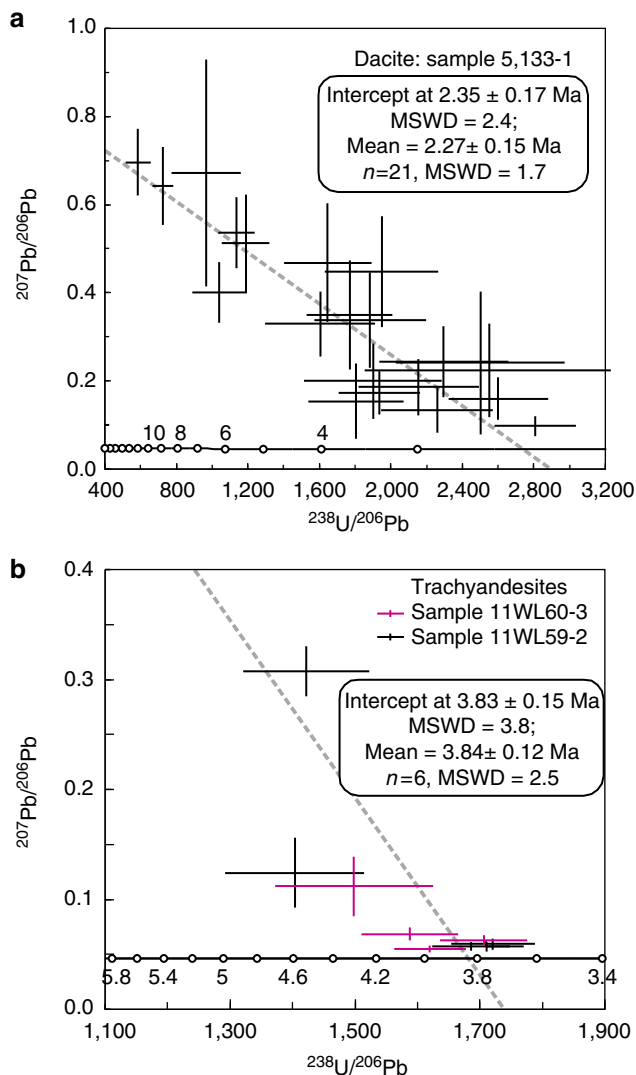 a
1.0
0.8
0.6
0.4
0.2
0.0
²⁰⁷Pb/²⁰⁶Pb
Dacite: sample 5,133-1
Intercept at 2.35 ± 0.17 Ma
MSWD = 2.4;
Mean = 2.27± 0.15 Ma
n=21, MSWD = 1.7
10 8 6 4
400 800 1,200 1,600 2,000 2,400 2,800 3,200
²³⁸U/²⁰⁶Pb
b
0.4
0.3
0.2
0.1
0.0
²⁰⁷Pb/²⁰⁶Pb
Trachyandesites
Sample 11WL60-3
Sample 11WL59-2
Intercept at 3.83 ± 0.15 Ma
MSWD = 3.8;
Mean = 3.84± 0.12 Ma
n=6, MSWD = 2.5
5.8 5.4 5 4.6 4.2 3.8 3.4
1,100 1,300 1,500 1,700 1,900
²³⁸U/²⁰⁶Pb